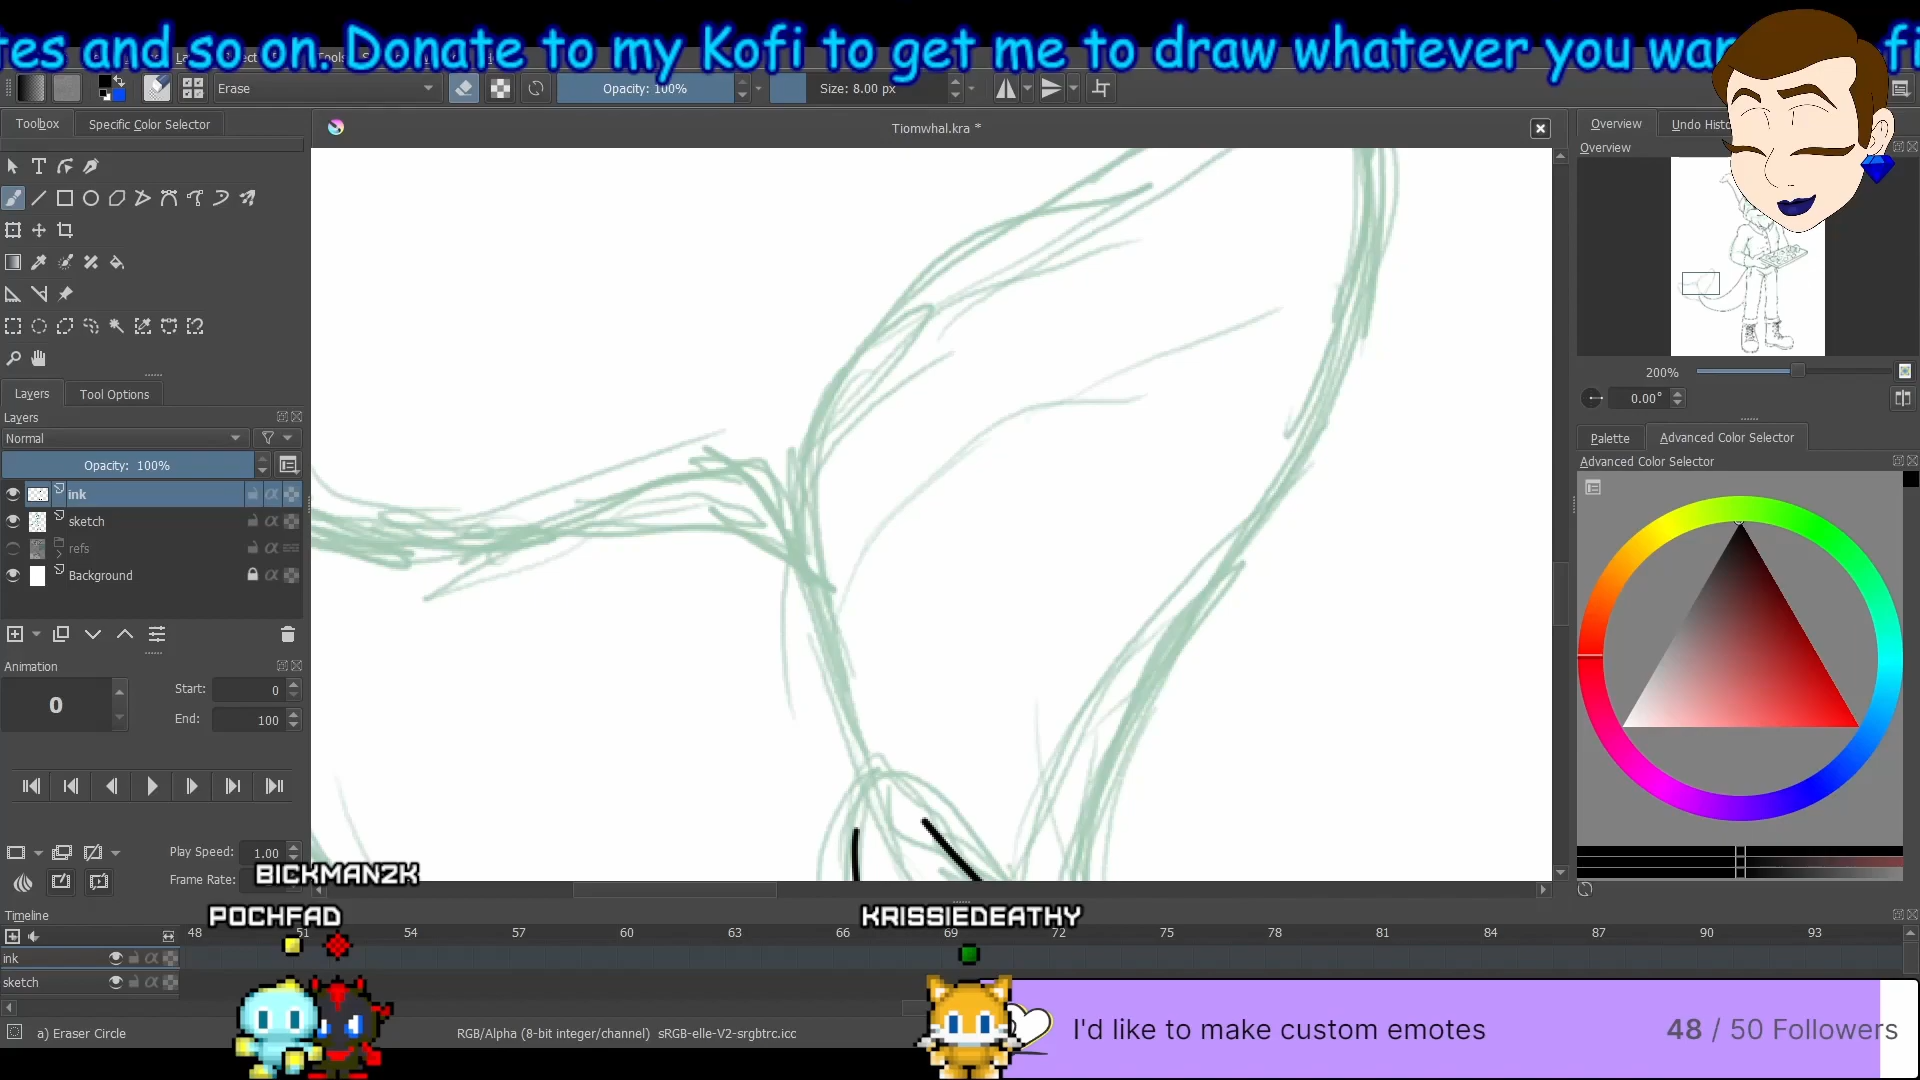 tes and so on. Donate to my Kofi to get me to draw whatever you wan
Erase
Opacity: 100%
Size: 8.00 px
Toolbox
Specific Color Selector
Tiomwhal.kra *
Overview
Undo Histo
Overview
200%
0.00°
Layers
Tool Options
Layers
Normal
Opacity: 100%
ink
sketch
refs
Background
Palette
Advanced Color Selector
Advanced Color Selector
Animation
0
Start:
0
End:
100
Play Speed:
1.00
Frame Rate:
BICKMAN2K
POCHFAD
KRISSIEDEATHY
Timeline
48 51 54 57 60 63 66 69 72 75 78 81 84 87 90 93
ink
sketch
a) Eraser Circle
RGB/Alpha (8-bit integer/channel) sRGB-elle-V2-srgbtrc.icc
I'd like to make custom emotes
48 / 50 Followers